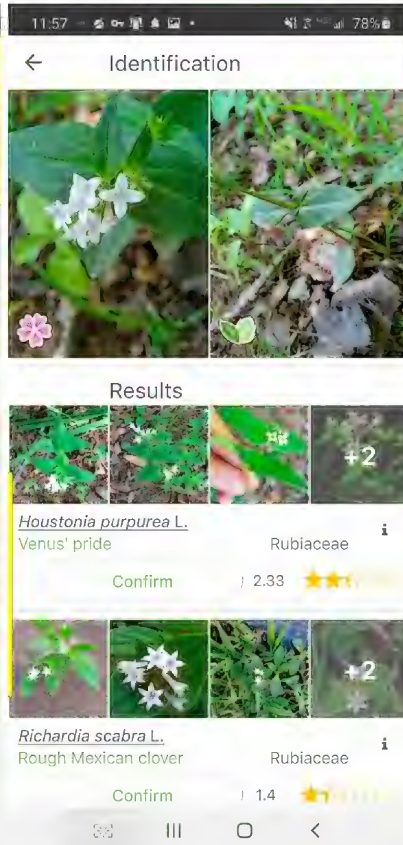 11:57
78%
Identification
Results
+2
Houstonia purpurea L.
Venus' pride
Rubiaceae
Confirm
2.33
+2
Richardia scabra L.
Rough Mexican clover
Rubiaceae
Confirm
1.4